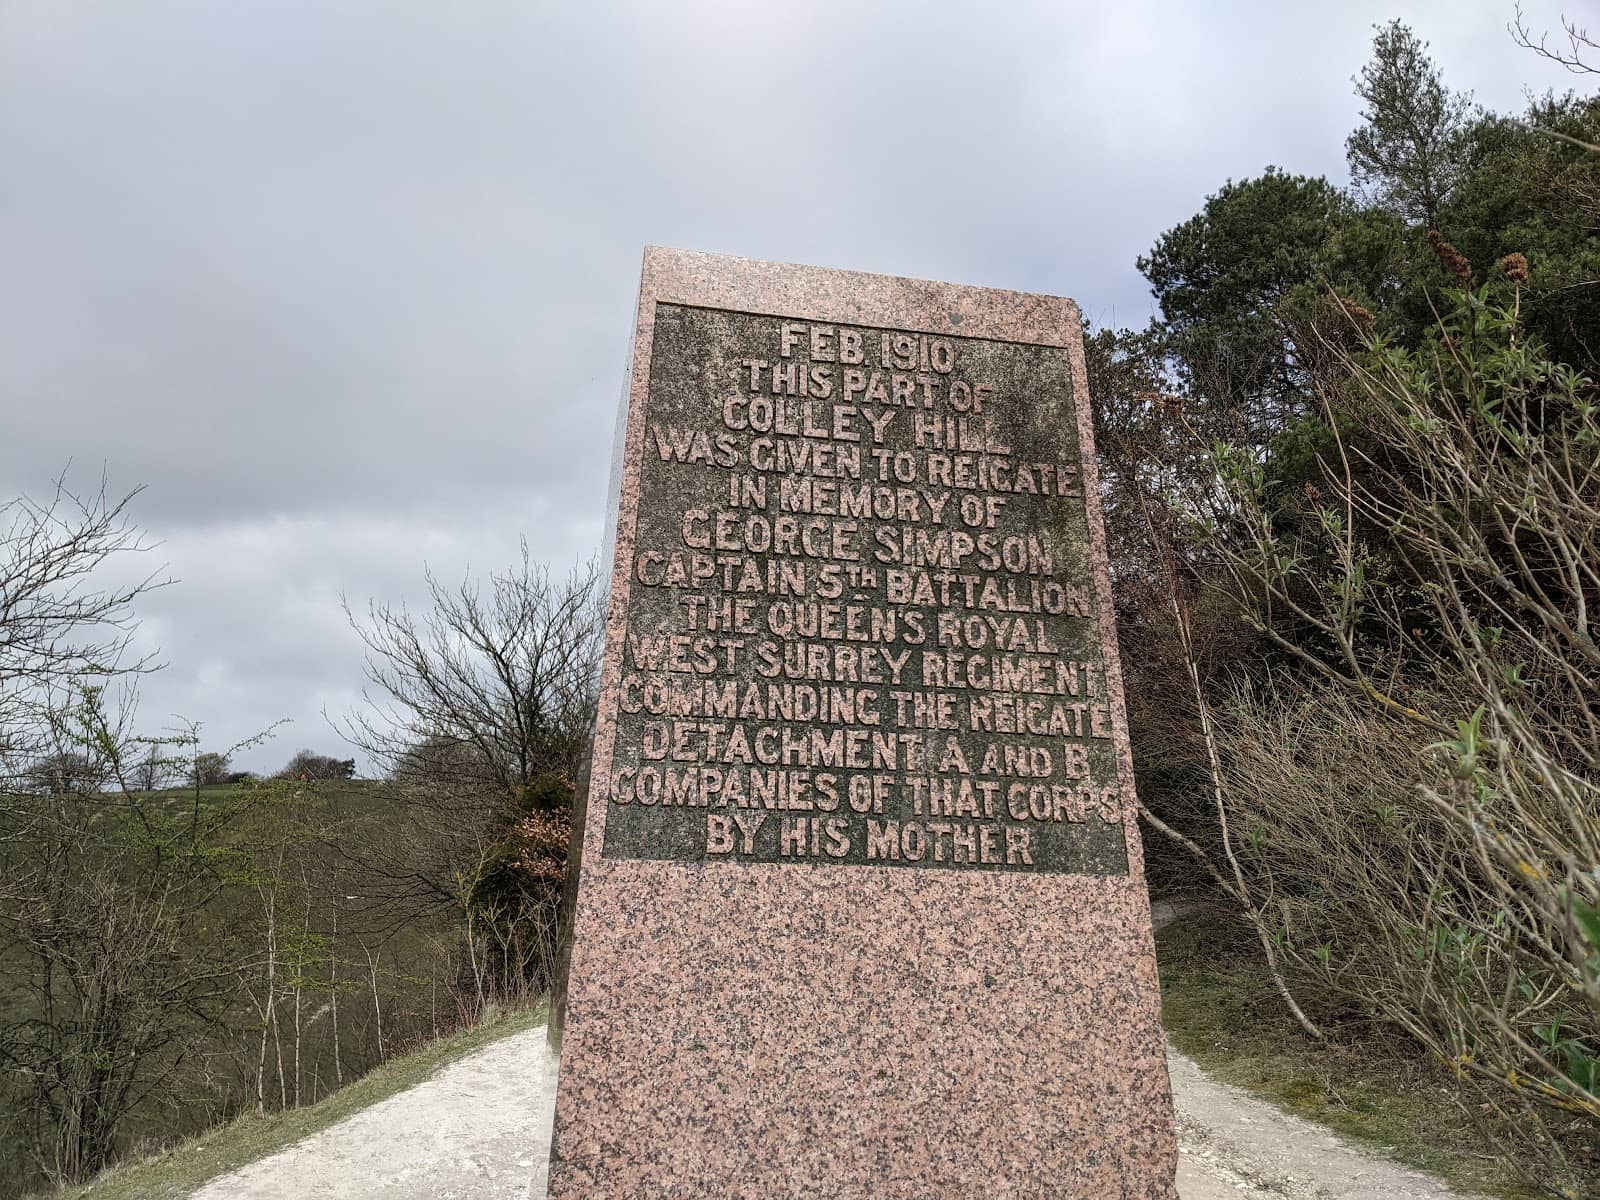 FEB 1910
THIS PART OF
COLLEY HILL
WAS GIVEN TO REIGATE
IN MEMORY OF
GEORGE SIMPSON
CAPTAIN 5TH BATTALION
THE QUEEN'S ROYAL
WEST SURREY REGIMENT
COMMANDING THE REIGATE
DETACHMENT A AND B
COMPANIES OF THAT CORPS
BY HIS MOTHER